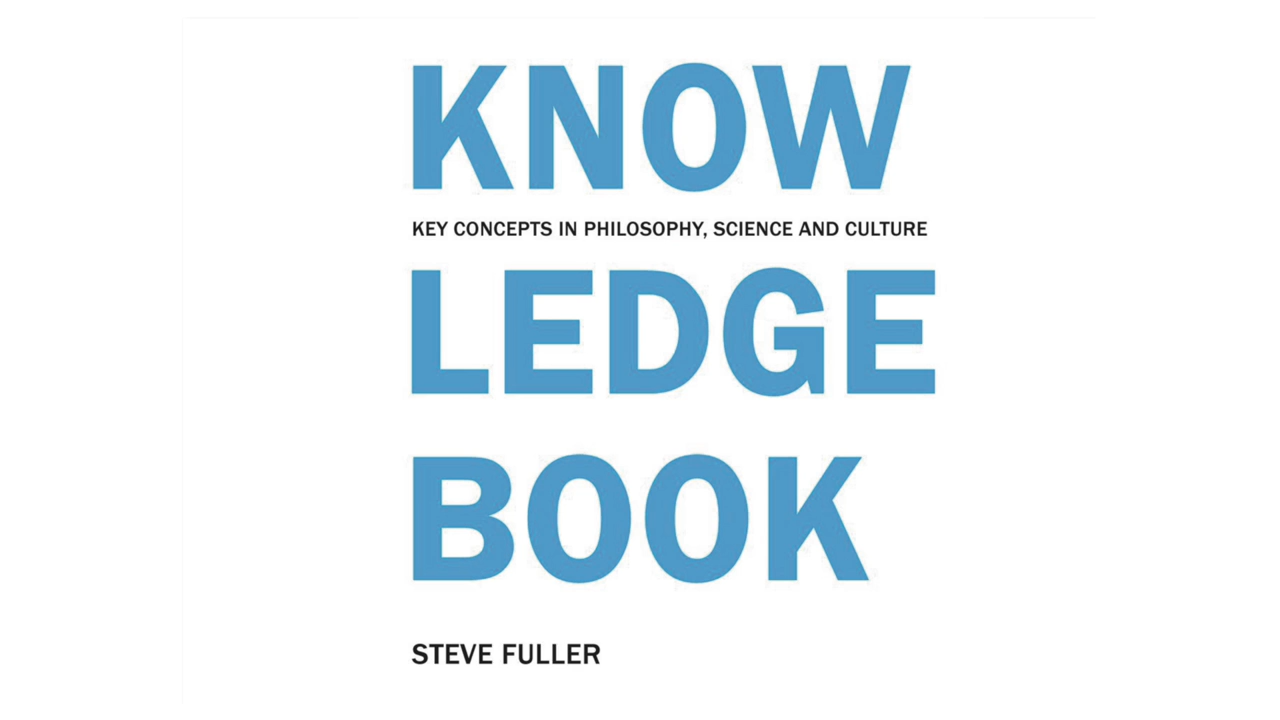 KNOW
KEY CONCEPTS IN PHILOSOPHY, SCIENCE AND CULTURE
LEDGE
BOOK
STEVE FULLER